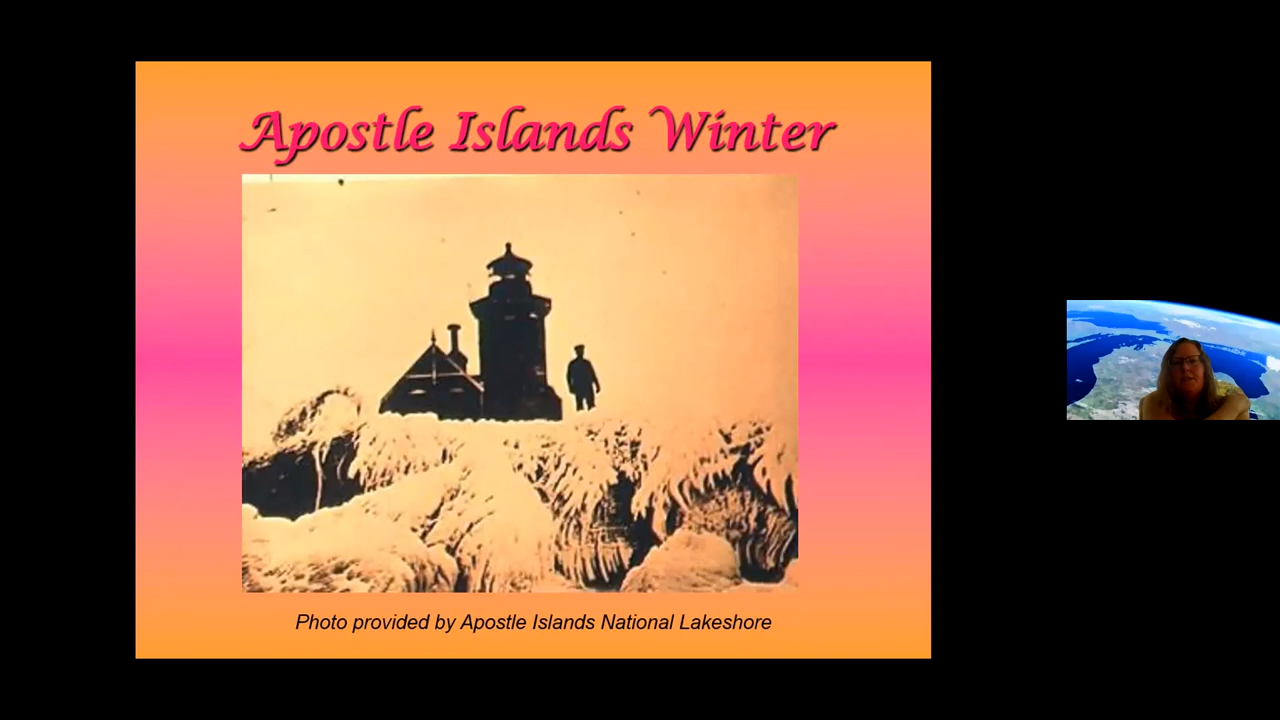 Apostle Islands Winter
Photo provided by Apostle Islands National Lakeshore